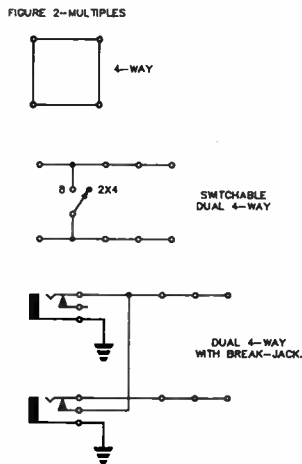 FIGURE 2-MULTIPLES
4-WAY
8 2X4
SWITCHABLE
DUAL 4-WAY
DUAL 4-WAY
WITH BREAK-JACK.